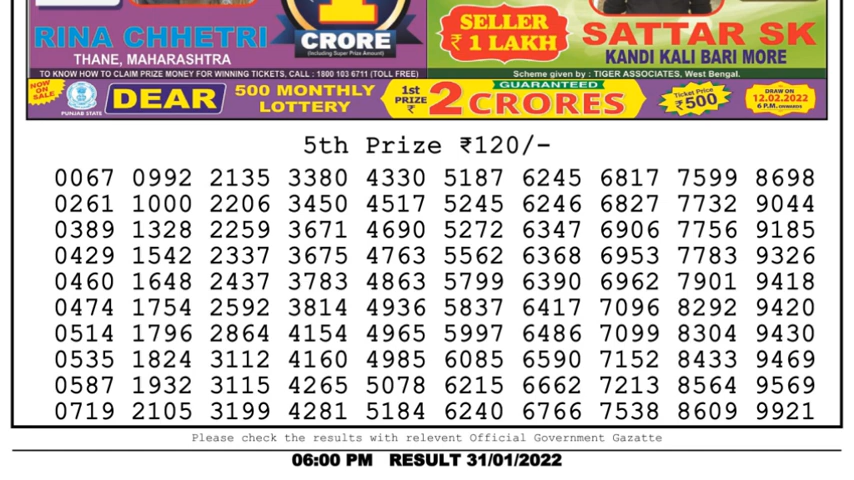 1
CRORE
(Including Super Prize Amount)
RINA CHHETRI
THANE, MAHARASHTRA
TO KNOW HOW TO CLAIM PRIZE MONEY FOR WINNING TICKETS. CALL : 1800 103 6711 (TOLL FREE)
SELLER
₹ 1 LAKH
SATTAR SK
KANDI KALI BARI MORE
Scheme given by : TIGER ASSOCIATES, West Bengal.
NOW ON SALE
PUNJAB STATE
DEAR
500 MONTHLY
LOTTERY
1st
PRIZE
₹
2 CRORES
GUARANTEED
Ticket Price
₹500
DRAW ON
12.02.2022
6 P.M. ONWARDS
5th Prize ₹120/-
0067 0992 2135 3380 4330 5187 6245 6817 7599 8698
0261 1000 2206 3450 4517 5245 6246 6827 7732 9044
0389 1328 2259 3671 4690 5272 6347 6906 7756 9185
0429 1542 2337 3675 4763 5562 6368 6953 7783 9326
0460 1648 2437 3783 4863 5799 6390 6962 7901 9418
0474 1754 2592 3814 4936 5837 6417 7096 8292 9420
0514 1796 2864 4154 4965 5997 6486 7099 8304 9430
0535 1824 3112 4160 4985 6085 6590 7152 8433 9469
0587 1932 3115 4265 5078 6215 6662 7213 8564 9569
0719 2105 3199 4281 5184 6240 6766 7538 8609 9921
Please check the results with relevent Official Government Gazatte
06:00 PM RESULT 31/01/2022